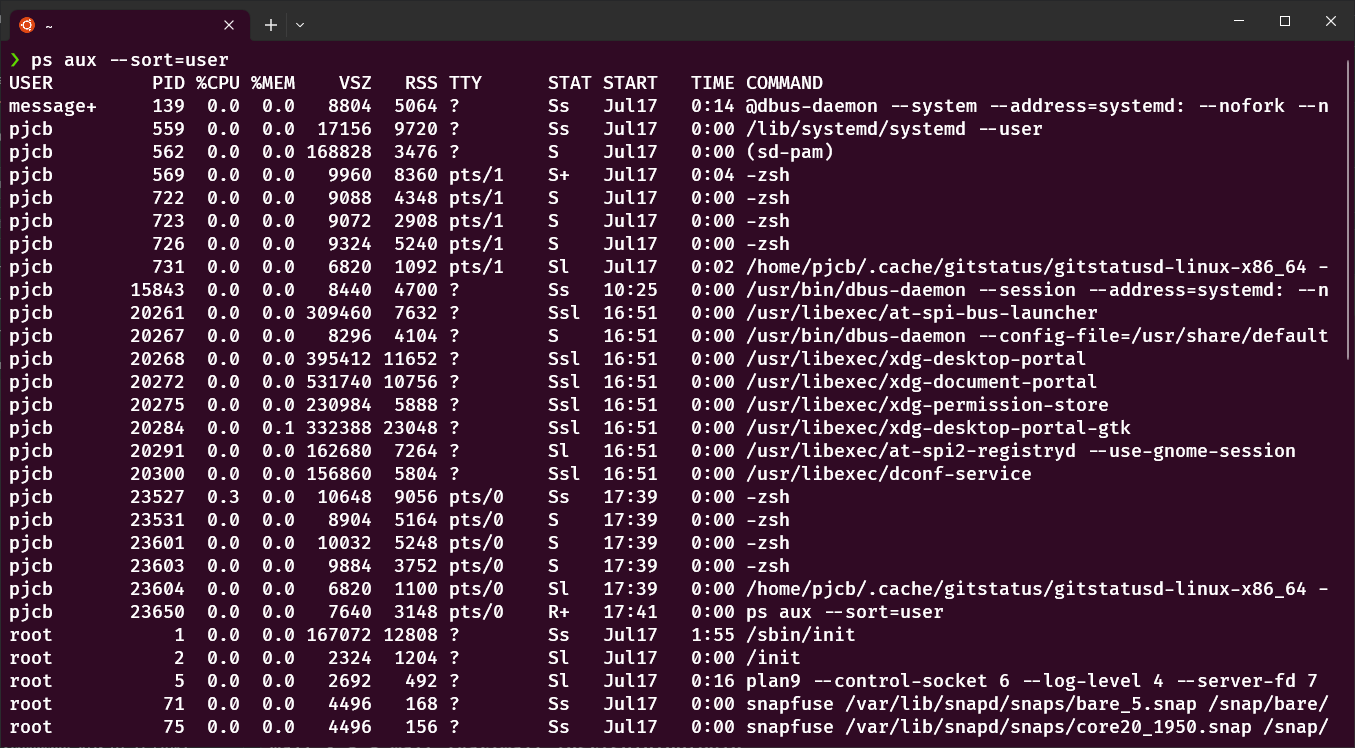 ~
❯ ps aux --sort=user
USER         PID %CPU %MEM    VSZ   RSS TTY      STAT START   TIME COMMAND
message+     139  0.0  0.0   8804  5064 ?        Ss   Jul17   0:14 @dbus-daemon --system --address=systemd: --nofork --n
pjcb         559  0.0  0.0  17156  9720 ?        Ss   Jul17   0:00 /lib/systemd/systemd --user
pjcb         562  0.0  0.0 168828  3476 ?        S    Jul17   0:00 (sd-pam)
pjcb         569  0.0  0.0   9960  8360 pts/1    S+   Jul17   0:04 -zsh
pjcb         722  0.0  0.0   9088  4348 pts/1    S    Jul17   0:00 -zsh
pjcb         723  0.0  0.0   9072  2908 pts/1    S    Jul17   0:00 -zsh
pjcb         726  0.0  0.0   9324  5240 pts/1    S    Jul17   0:00 -zsh
pjcb         731  0.0  0.0   6820  1092 pts/1    Sl   Jul17   0:02 /home/pjcb/.cache/gitstatus/gitstatusd-linux-x86_64 -
pjcb       15843  0.0  0.0   8440  4700 ?        Ss   10:25   0:00 /usr/bin/dbus-daemon --session --address=systemd: --n
pjcb       20261  0.0  0.0 309460  7632 ?        Ssl  16:51   0:00 /usr/libexec/at-spi-bus-launcher
pjcb       20267  0.0  0.0   8296  4104 ?        S    16:51   0:00 /usr/bin/dbus-daemon --config-file=/usr/share/default
pjcb       20268  0.0  0.0 395412 11652 ?        Ssl  16:51   0:00 /usr/libexec/xdg-desktop-portal
pjcb       20272  0.0  0.0 531740 10756 ?        Ssl  16:51   0:00 /usr/libexec/xdg-document-portal
pjcb       20275  0.0  0.0 230984  5888 ?        Ssl  16:51   0:00 /usr/libexec/xdg-permission-store
pjcb       20284  0.0  0.1 332388 23048 ?        Ssl  16:51   0:00 /usr/libexec/xdg-desktop-portal-gtk
pjcb       20291  0.0  0.0 162680  7264 ?        Sl   16:51   0:00 /usr/libexec/at-spi2-registryd --use-gnome-session
pjcb       20300  0.0  0.0 156860  5804 ?        Ssl  16:51   0:00 /usr/libexec/dconf-service
pjcb       23527  0.3  0.0  10648  9056 pts/0    Ss   17:39   0:00 -zsh
pjcb       23531  0.0  0.0   8904  5164 pts/0    S    17:39   0:00 -zsh
pjcb       23601  0.0  0.0  10032  5248 pts/0    S    17:39   0:00 -zsh
pjcb       23603  0.0  0.0   9884  3752 pts/0    S    17:39   0:00 -zsh
pjcb       23604  0.0  0.0   6820  1100 pts/0    Sl   17:39   0:00 /home/pjcb/.cache/gitstatus/gitstatusd-linux-x86_64 -
pjcb       23650  0.0  0.0   7640  3148 pts/0    R+   17:41   0:00 ps aux --sort=user
root           1  0.0  0.0 167072 12808 ?        Ss   Jul17   1:55 /sbin/init
root           2  0.0  0.0   2324  1204 ?        Sl   Jul17   0:00 /init
root           5  0.0  0.0   2692   492 ?        Sl   Jul17   0:16 plan9 --control-socket 6 --log-level 4 --server-fd 7
root          71  0.0  0.0   4496   168 ?        Ss   Jul17   0:00 snapfuse /var/lib/snapd/snaps/bare_5.snap /snap/bare/
root          75  0.0  0.0   4496   156 ?        Ss   Jul17   0:00 snapfuse /var/lib/snapd/snaps/core20_1950.snap /snap/